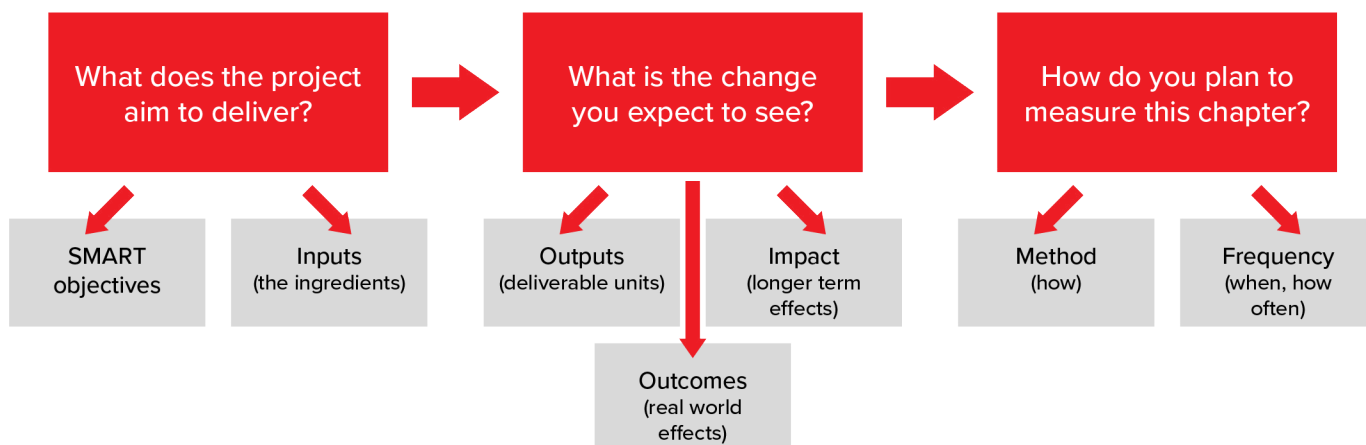 What does the project
aim to deliver?
What is the change
you expect to see?
How do you plan to
measure this chapter?
SMART
objectives
Inputs
(the ingredients)
Outputs
(deliverable units)
Impact
(longer term
effects)
Method
(how)
Frequency
(when, how
often)
Outcomes
(real world
effects)